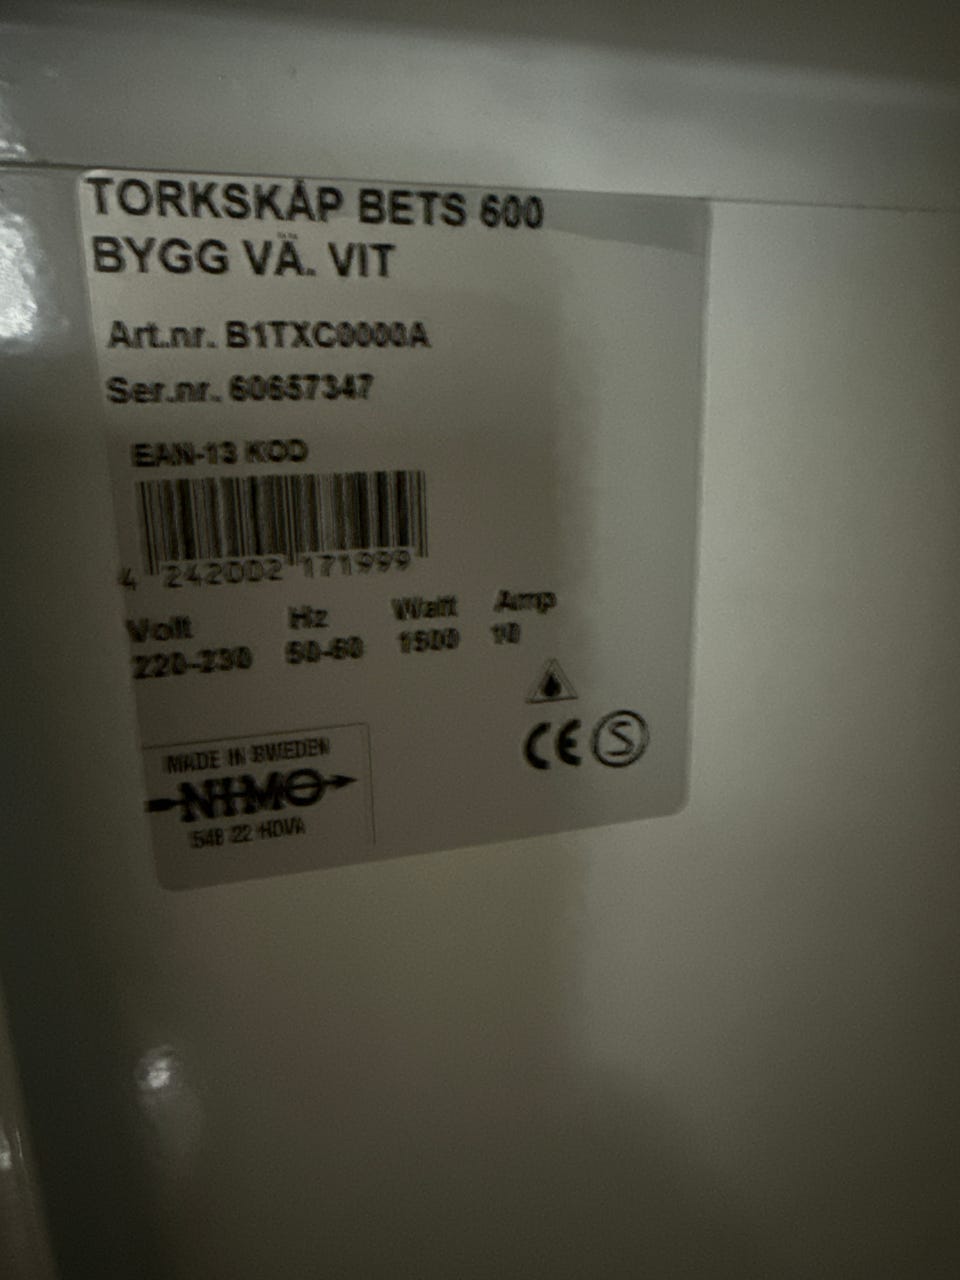 TORKSKÅP BETS 600
BYGG VÄ. VIT
Art.nr. B1TXC0000A
Ser.nr. 60657347
EAN-13 KOD
4 242002 171999
Volt Hz Watt Amp
220-230 50-60 1500 10
CE S
MADE IN SWEDEN
NIMO
548 22 HOVA